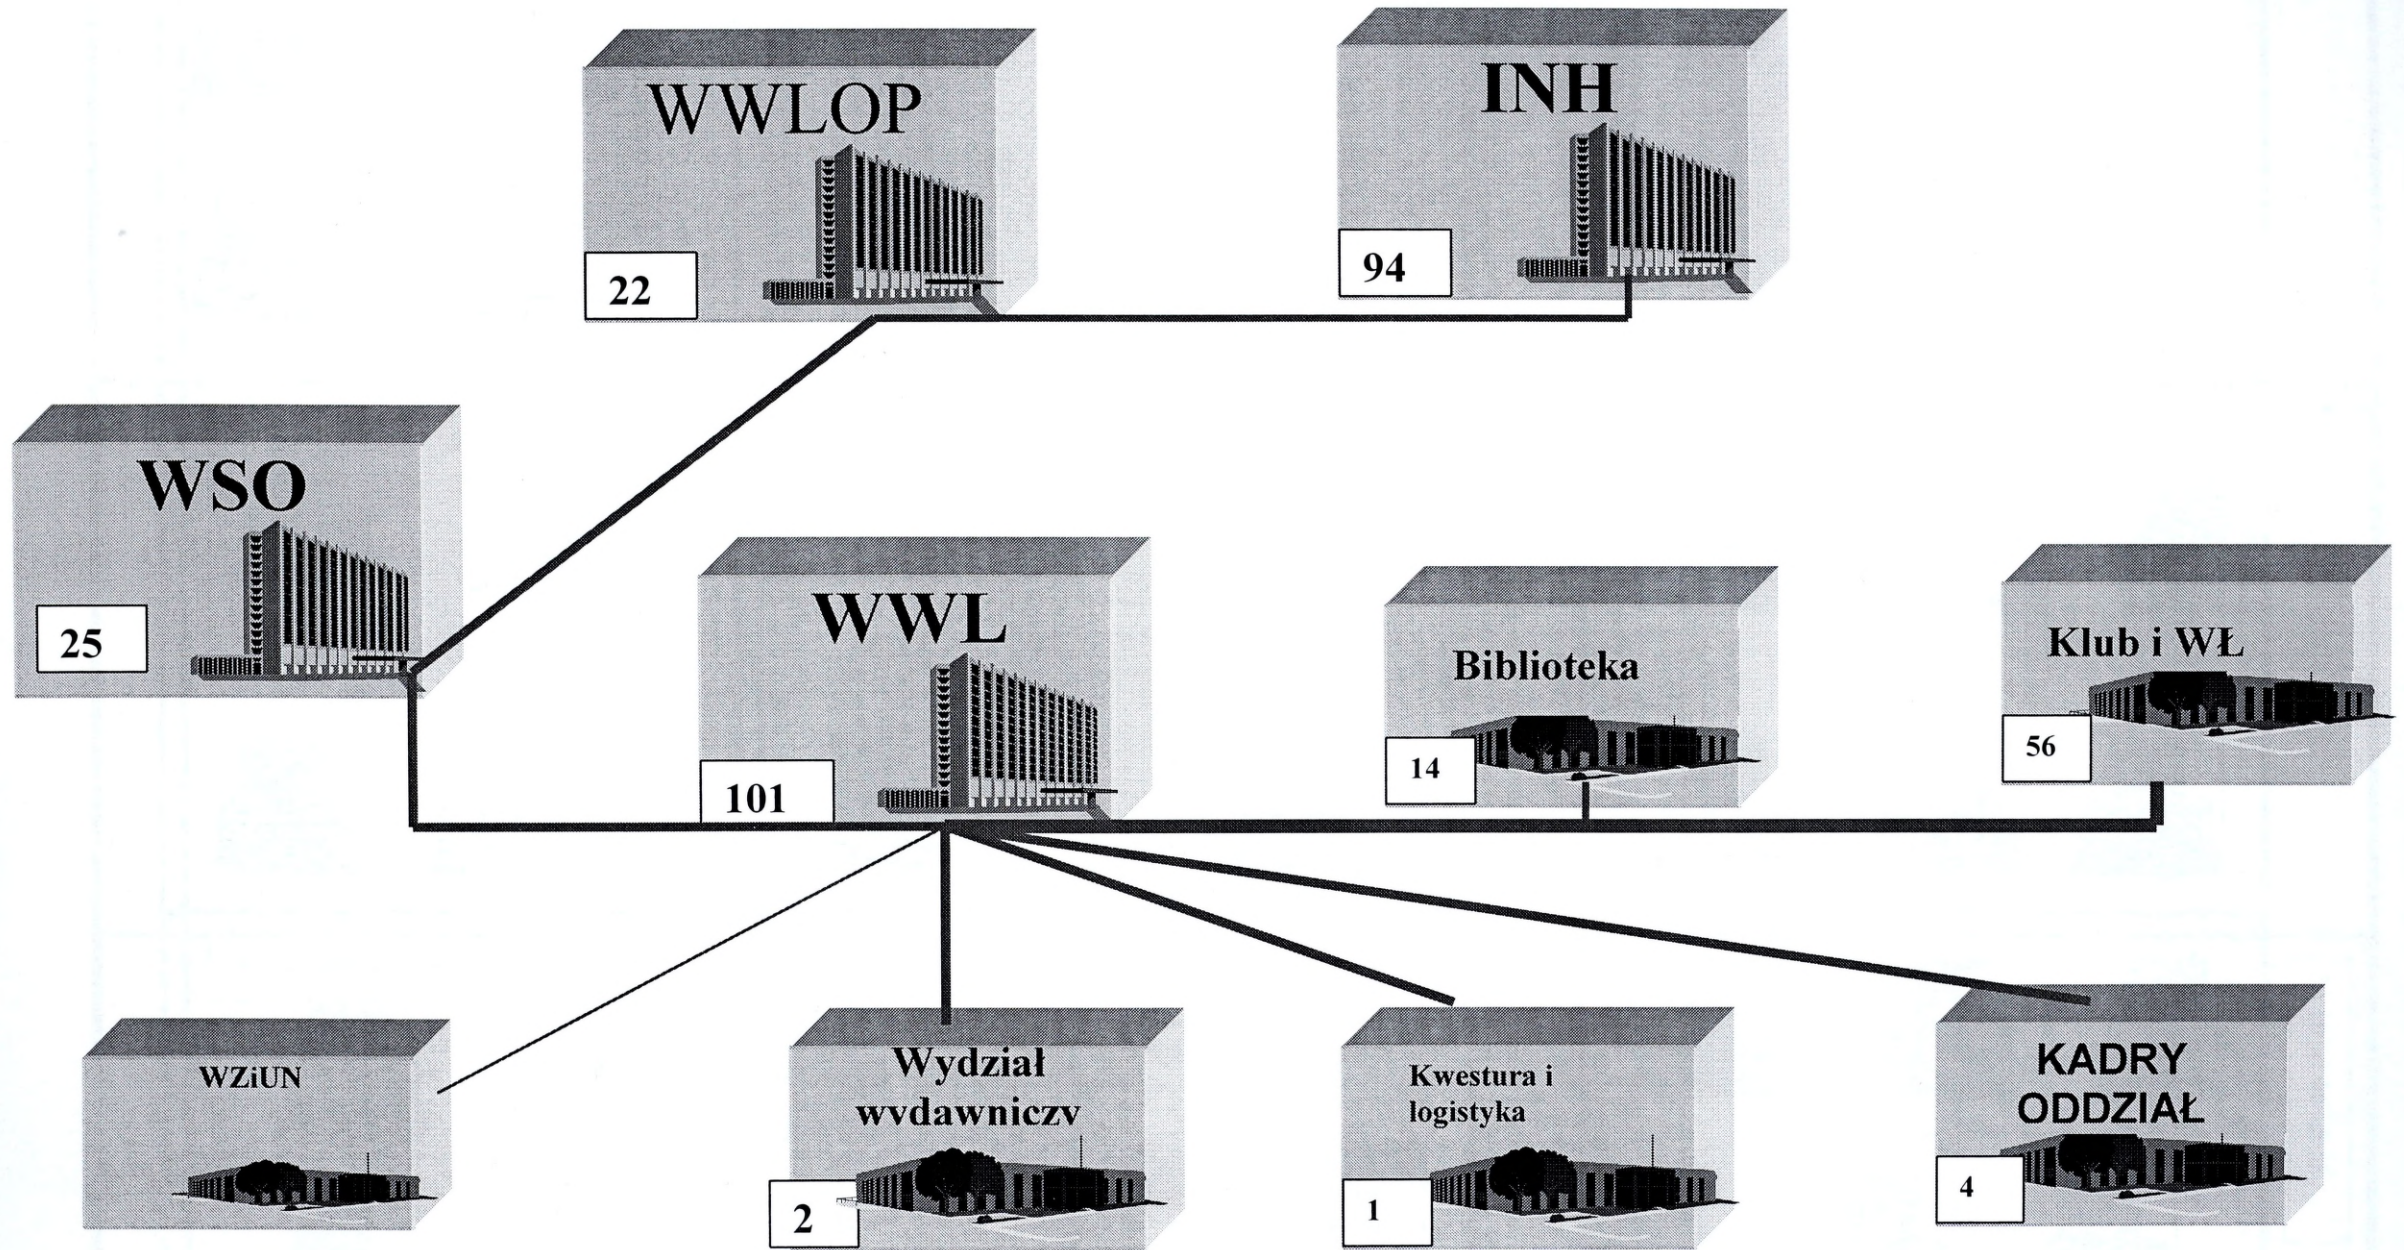 WWLOP
22
INH
94
WSO
25
WWL
101
Biblioteka
14
Klub i WŁ
56
WZiUN
Wydział
wydawniczy
2
Kwestura i
logistyka
1
KADRY
ODDZIAŁ
4